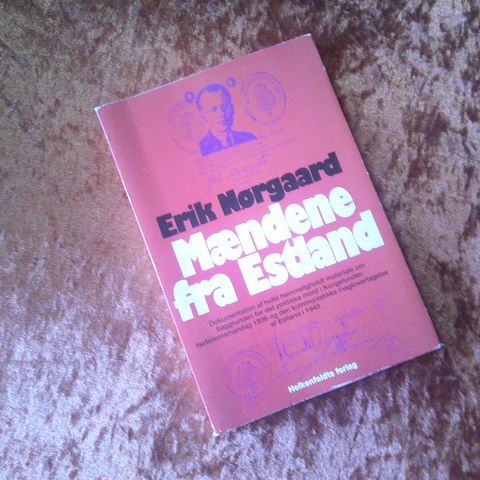 Erik Nørgaard
Mændene
fra Estland
Dokumentation af hidtil hemmeligholdt materiale om
baggrunden for det politiske mord i Kongelunden
fastelavnsmandag 1936 og den kommunistiske magtovertagelse
af Estland i 1940
Holkenfeldts forlag